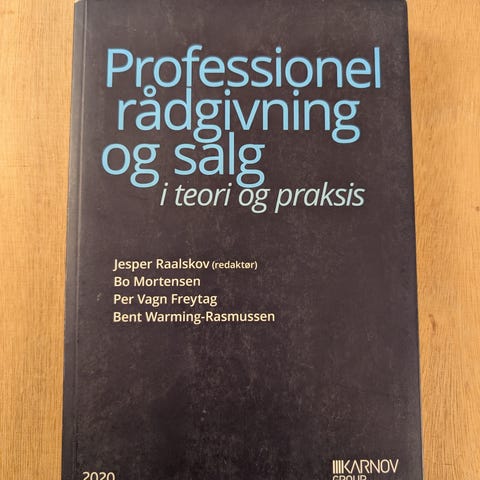 Professionel
rådgivning
og salg
i teori og praksis
Jesper Raalskov (redaktør)
Bo Mortensen
Per Vagn Freytag
Bent Warming-Rasmussen
2020
KARNOV
GROUP